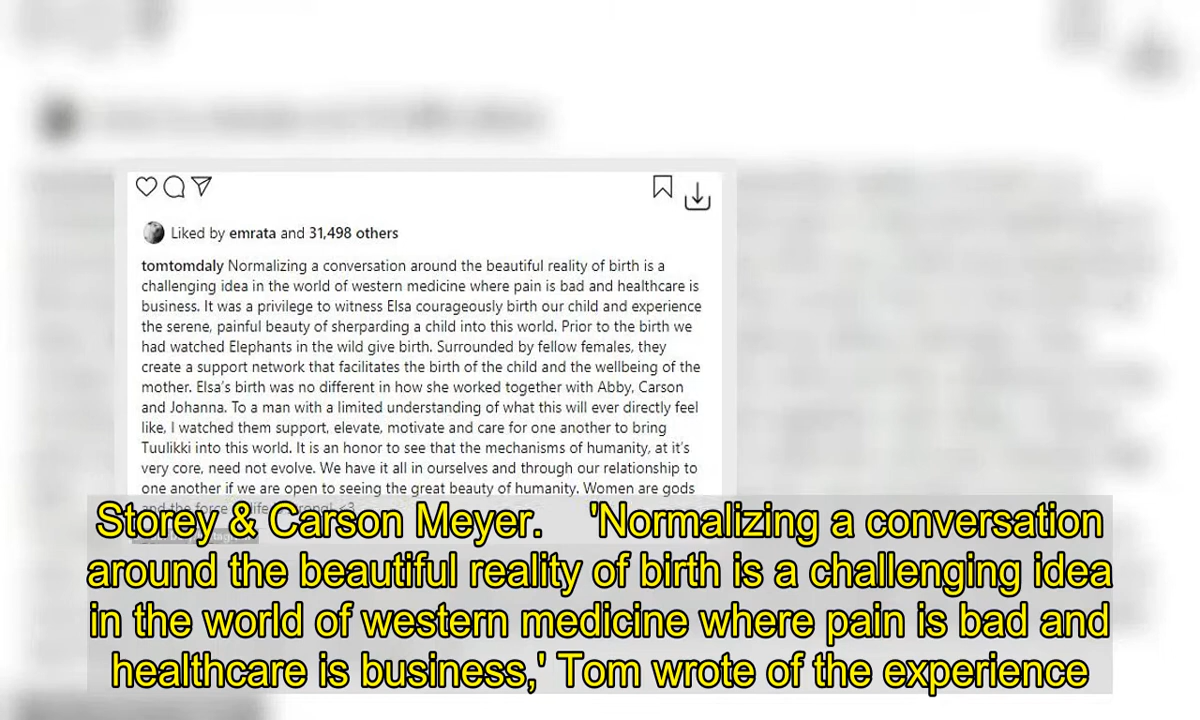 Liked by emrata and 31,498 others
tomtomdaly Normalizing a conversation around the beautiful reality of birth is a
challenging idea in the world of western medicine where pain is bad and healthcare is
business. It was a privilege to witness Elsa courageously birth our child and experience
the serene, painful beauty of sherparding a child into this world. Prior to the birth we
had watched Elephants in the wild give birth. Surrounded by fellow females, they
create a support network that facilitates the birth of the child and the wellbeing of the
mother. Elsa's birth was no different in how she worked together with Abby, Carson
and Johanna. To a man with a limited understanding of what this will ever directly feel
like, I watched them support, elevate, motivate and care for one another to bring
Tuulikki into this world. It is an honor to see that the mechanisms of humanity, at it's
very core, need not evolve. We have it all in ourselves and through our relationship to
one another if we are open to seeing the great beauty of humanity. Women are gods
and the force
Storey & Carson Meyer. 'Normalizing a conversation
around the beautiful reality of birth is a challenging idea
in the world of western medicine where pain is bad and
healthcare is business,' Tom wrote of the experience